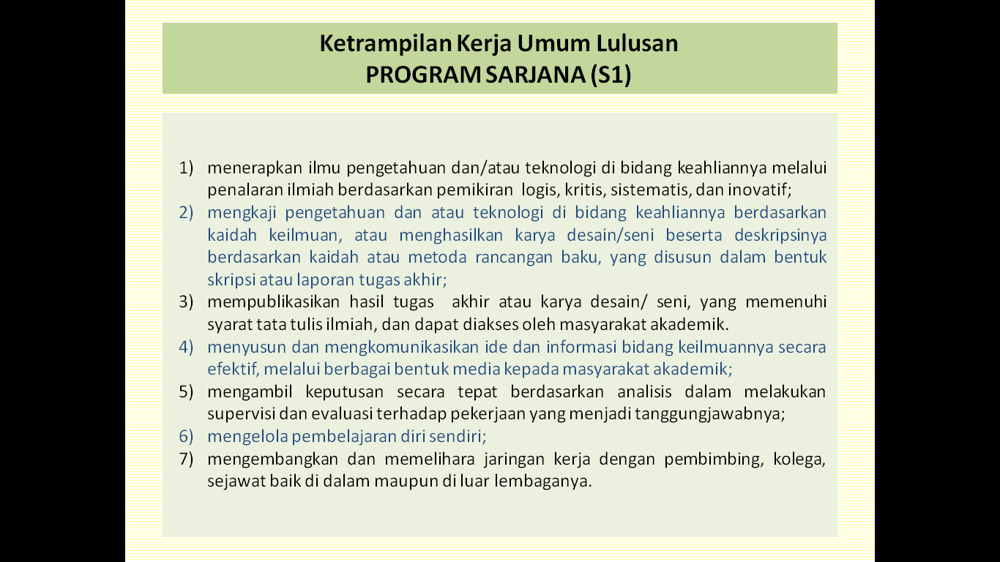 Ketrampilan Kerja Umum Lulusan
PROGRAM SARJANA (S1)
1) menerapkan ilmu pengetahuan dan/atau teknologi di bidang keahliannya melalui
penalaran ilmiah berdasarkan pemikiran logis, kritis, sistematis, dan inovatif;
2) mengkaji pengetahuan dan atau teknologi di bidang keahliannya berdasarkan
kaidah keilmuan, atau menghasilkan karya desain/seni beserta deskripsinya
berdasarkan kaidah atau metoda rancangan baku, yang disusun dalam bentuk
skripsi atau laporan tugas akhir;
3) mempublikasikan hasil tugas akhir atau karya desain/ seni, yang memenuhi
syarat tata tulis ilmiah, dan dapat diakses oleh masyarakat akademik.
4) menyusun dan mengkomunikasikan ide dan informasi bidang keilmuannya secara
efektif, melalui berbagai bentuk media kepada masyarakat akademik;
5) mengambil keputusan secara tepat berdasarkan analisis dalam melakukan
supervisi dan evaluasi terhadap pekerjaan yang menjadi tanggungjawabnya;
6) mengelola pembelajaran diri sendiri;
7) mengembangkan dan memelihara jaringan kerja dengan pembimbing, kolega,
sejawat baik di dalam maupun di luar lembaganya.